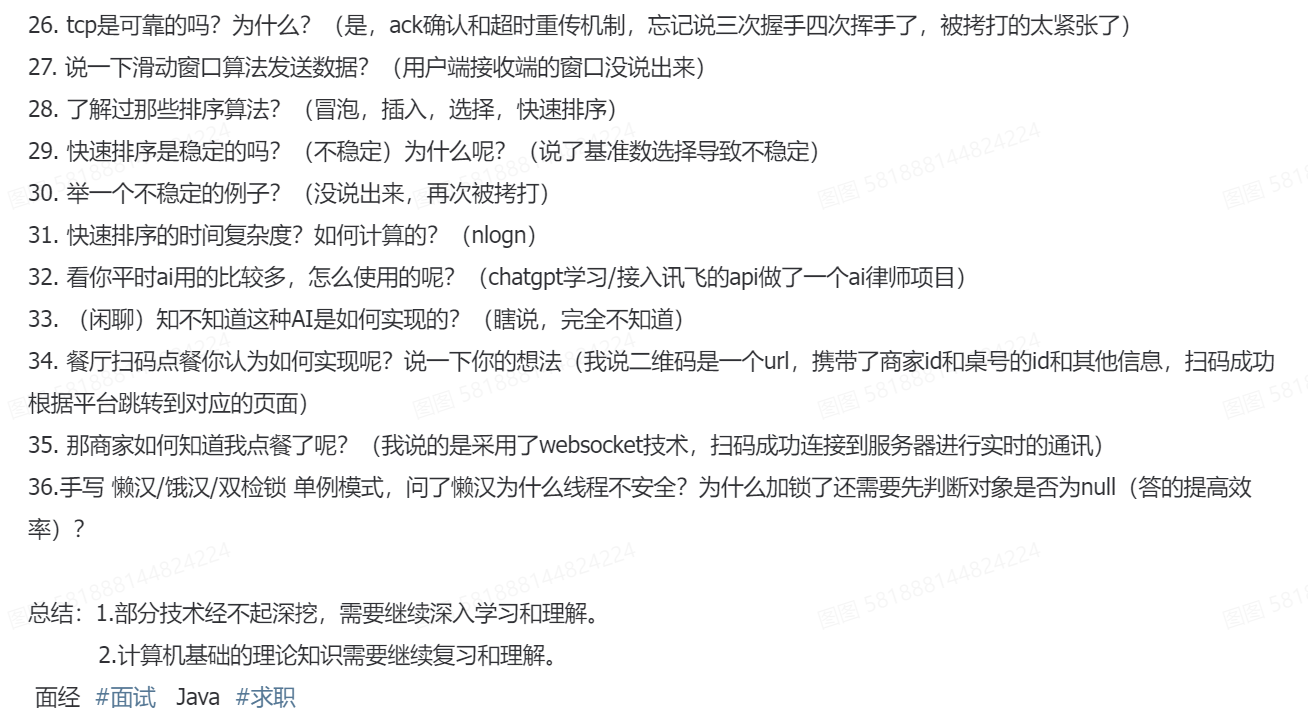 26. tcp是可靠的吗？为什么？（是，ack确认和超时重传机制，忘记说三次握手四次挥手了，被拷打的太紧张了）
27. 说一下滑动窗口算法发送数据？（用户端接收端的窗口没说出来）
28. 了解过那些排序算法？（冒泡，插入，选择，快速排序）
29. 快速排序是稳定的吗？（不稳定）为什么呢？（说了基准数选择导致不稳定）
30. 举一个不稳定的例子？（没说出来，再次被拷打）
31. 快速排序的时间复杂度？如何计算的？（nlogn）
32. 看你平时ai用的比较多，怎么使用的呢？（chatgpt学习/接入讯飞的api做了一个ai律师项目）
33. （闲聊）知不知道这种AI是如何实现的？（瞎说，完全不知道）
34. 餐厅扫码点餐你认为如何实现呢？说一下你的想法（我说二维码是一个url，携带了商家id和桌号的id和其他信息，扫码成功
根据平台跳转到对应的页面）
35. 那商家如何知道我点餐了呢？（我说的是采用了websocket技术，扫码成功连接到服务器进行实时的通讯）
36.手写 懒汉/饿汉/双检锁 单例模式，问了懒汉为什么线程不安全？为什么加锁了还需要先判断对象是否为null（答的提高效
率）？
总结：1.部分技术经不起深挖，需要继续深入学习和理解。
2.计算机基础的理论知识需要继续复习和理解。
面经 #面试 Java #求职
图图 581888144824224